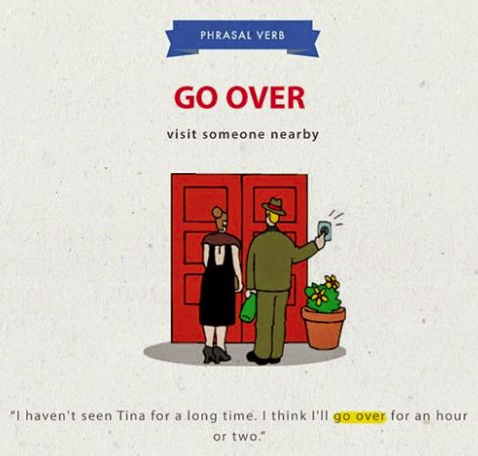 PHRASAL VERB
GO OVER
visit someone nearby
"I haven't seen Tina for a long time. I think I'll go over for an hour
or two."